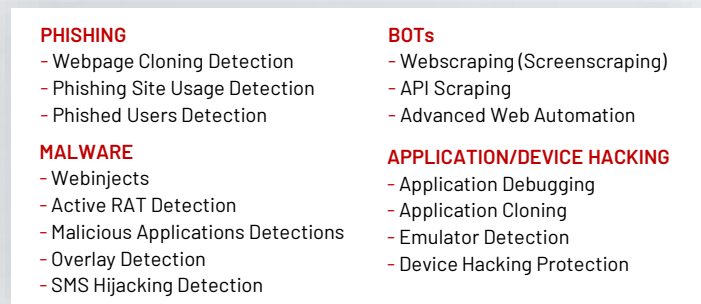 PHISHING
- Webpage Cloning Detection
- Phishing Site Usage Detection
- Phished Users Detection
MALWARE
- Webinjects
- Active RAT Detection
- Malicious Applications Detections
- Overlay Detection
- SMS Hijacking Detection
BOTs
- Webscraping (Screenscraping)
- API Scraping
- Advanced Web Automation
APPLICATION/DEVICE HACKING
- Application Debugging
- Application Cloning
- Emulator Detection
- Device Hacking Protection